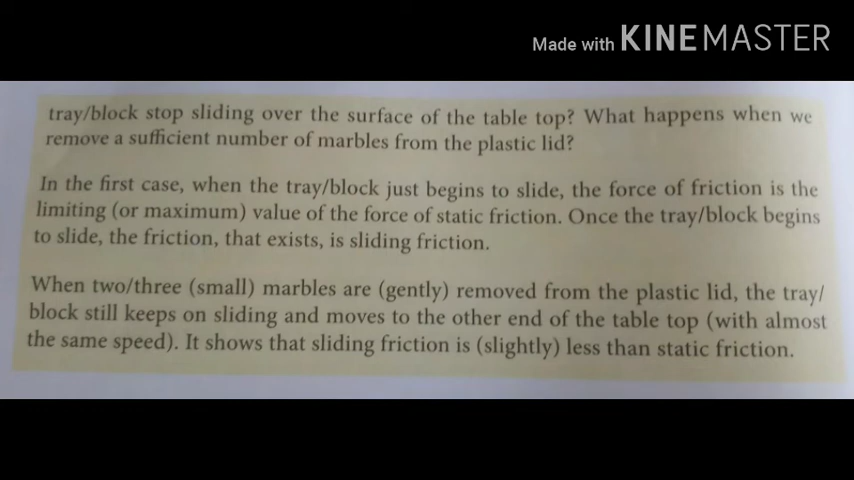 Made with KINEMASTER
tray/block stop sliding over the surface of the table top? What happens when we
remove a sufficient number of marbles from the plastic lid?
In the first case, when the tray/block just begins to slide, the force of friction is the
limiting (or maximum) value of the force of static friction. Once the tray/block begins
to slide, the friction, that exists, is sliding friction.
When two/three (small) marbles are (gently) removed from the plastic lid, the tray/
block still keeps on sliding and moves to the other end of the table top (with almost
the same speed). It shows that sliding friction is (slightly) less than static friction.